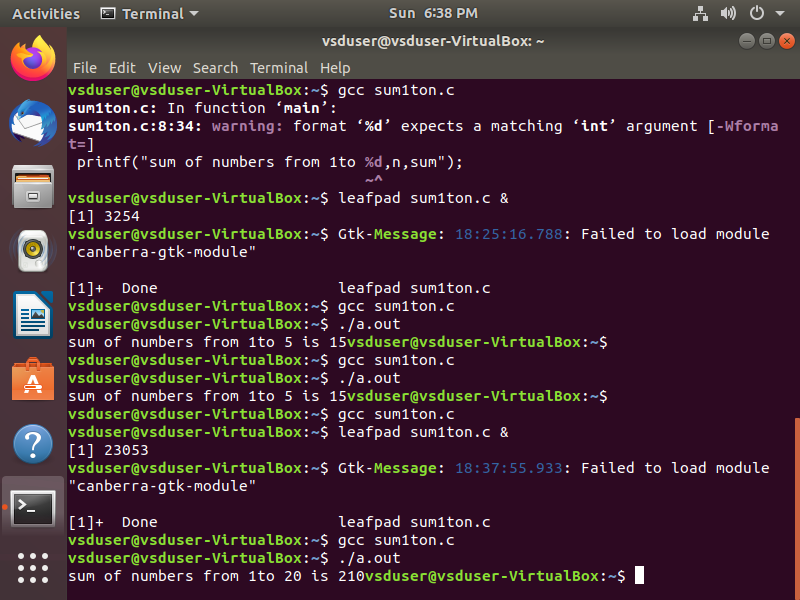 Activities Terminal Sun 6:38 PM
vsduser@vsduser-VirtualBox: ~
File Edit View Search Terminal Help
vsduser@vsduser-VirtualBox:~$ gcc sum1ton.c
sum1ton.c: In function ‘main’:
sum1ton.c:8:34: warning: format ‘%d’ expects a matching ‘int’ argument [-Wforma
t=]
 printf("sum of numbers from 1to %d,n,sum");
                                 ~^
vsduser@vsduser-VirtualBox:~$ leafpad sum1ton.c &
[1] 3254
vsduser@vsduser-VirtualBox:~$ Gtk-Message: 18:25:16.788: Failed to load module
"canberra-gtk-module"
[1]+  Done                    leafpad sum1ton.c
vsduser@vsduser-VirtualBox:~$ gcc sum1ton.c
vsduser@vsduser-VirtualBox:~$ ./a.out
sum of numbers from 1to 5 is 15vsduser@vsduser-VirtualBox:~$
vsduser@vsduser-VirtualBox:~$ gcc sum1ton.c
vsduser@vsduser-VirtualBox:~$ ./a.out
sum of numbers from 1to 5 is 15vsduser@vsduser-VirtualBox:~$
vsduser@vsduser-VirtualBox:~$ gcc sum1ton.c
vsduser@vsduser-VirtualBox:~$ leafpad sum1ton.c &
[1] 23053
vsduser@vsduser-VirtualBox:~$ Gtk-Message: 18:37:55.933: Failed to load module
"canberra-gtk-module"
[1]+  Done                    leafpad sum1ton.c
vsduser@vsduser-VirtualBox:~$ gcc sum1ton.c
vsduser@vsduser-VirtualBox:~$ ./a.out
sum of numbers from 1to 20 is 210vsduser@vsduser-VirtualBox:~$